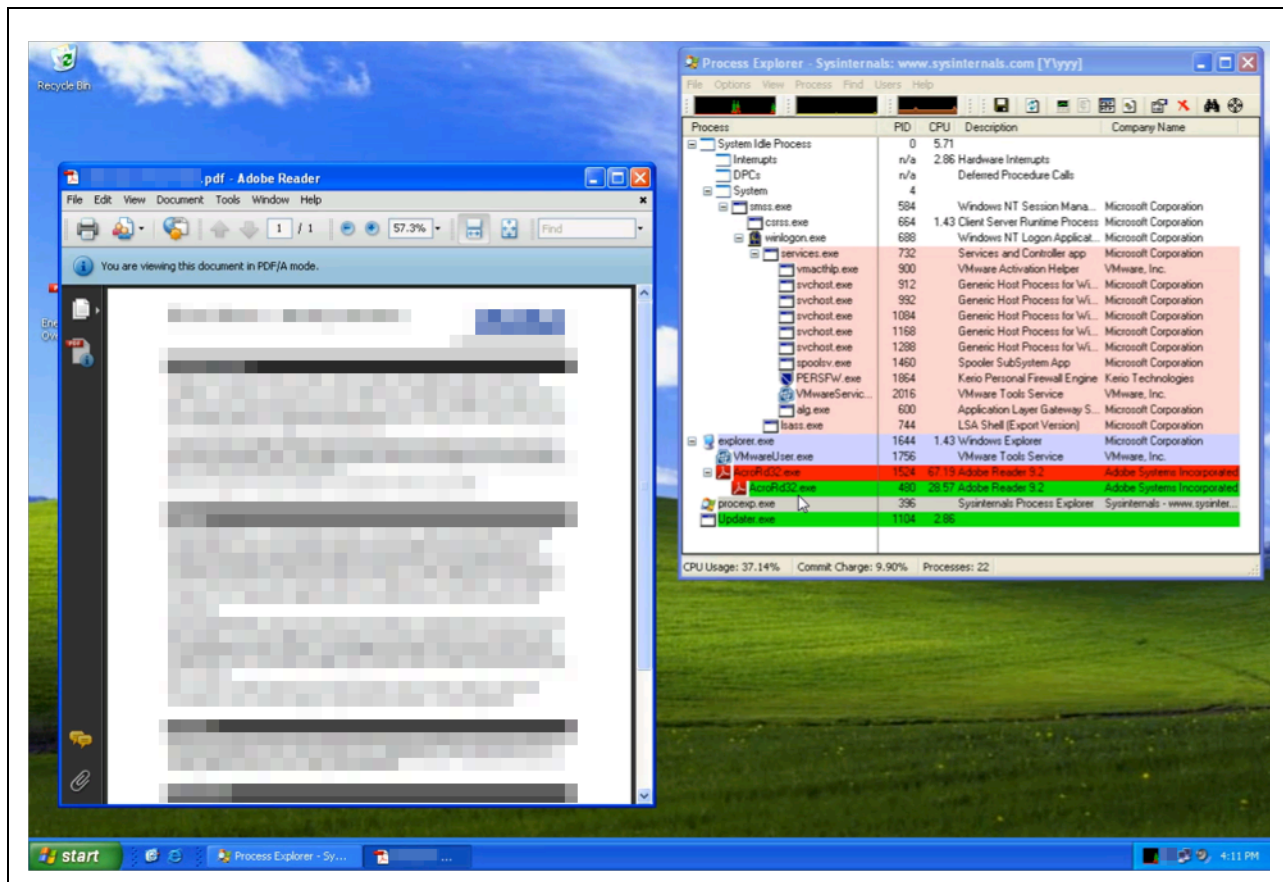 Recycle Bin
.pdf - Adobe Reader
File Edit View Document Tools Window Help
1 / 1 57.3% Find
You are viewing this document in PDF/A mode.
Process Explorer - Sysinternals: www.sysinternals.com [Y\yyy]
File Options View Process Find Users Help
Process PID CPU Description Company Name
System Idle Process 0 5.71
Interrupts n/a 2.86 Hardware Interrupts
DPCs n/a Deferred Procedure Calls
System 4
smss.exe 584 Windows NT Session Mana... Microsoft Corporation
csrss.exe 664 1.43 Client Server Runtime Process Microsoft Corporation
winlogon.exe 688 Windows NT Logon Applicat... Microsoft Corporation
services.exe 732 Services and Controller app Microsoft Corporation
vmacthlp.exe 900 VMware Activation Helper VMware, Inc.
svchost.exe 912 Generic Host Process for Wi... Microsoft Corporation
svchost.exe 992 Generic Host Process for Wi... Microsoft Corporation
svchost.exe 1084 Generic Host Process for Wi... Microsoft Corporation
svchost.exe 1168 Generic Host Process for Wi... Microsoft Corporation
svchost.exe 1288 Generic Host Process for Wi... Microsoft Corporation
spoolsv.exe 1460 Spooler SubSystem App Microsoft Corporation
PERSFW.exe 1864 Kerio Personal Firewall Engine Kerio Technologies
VMwareServic... 2016 VMware Tools Service VMware, Inc.
alg.exe 600 Application Layer Gateway S... Microsoft Corporation
lsass.exe 744 LSA Shell (Export Version) Microsoft Corporation
explorer.exe 1644 1.43 Windows Explorer Microsoft Corporation
VMwareUser.exe 1756 VMware Tools Service VMware, Inc.
AcroRd32.exe 1524 67.19 Adobe Reader 9.2 Adobe Systems Incorporated
AcroRd32.exe 480 28.57 Adobe Reader 9.2 Adobe Systems Incorporated
procexp.exe 396 Sysinternals Process Explorer Sysinternals - www.sysinter...
Updater.exe 1104 2.86
CPU Usage: 37.14% Commit Charge: 9.90% Processes: 22
start Process Explorer - Sy... ... 4:11 PM